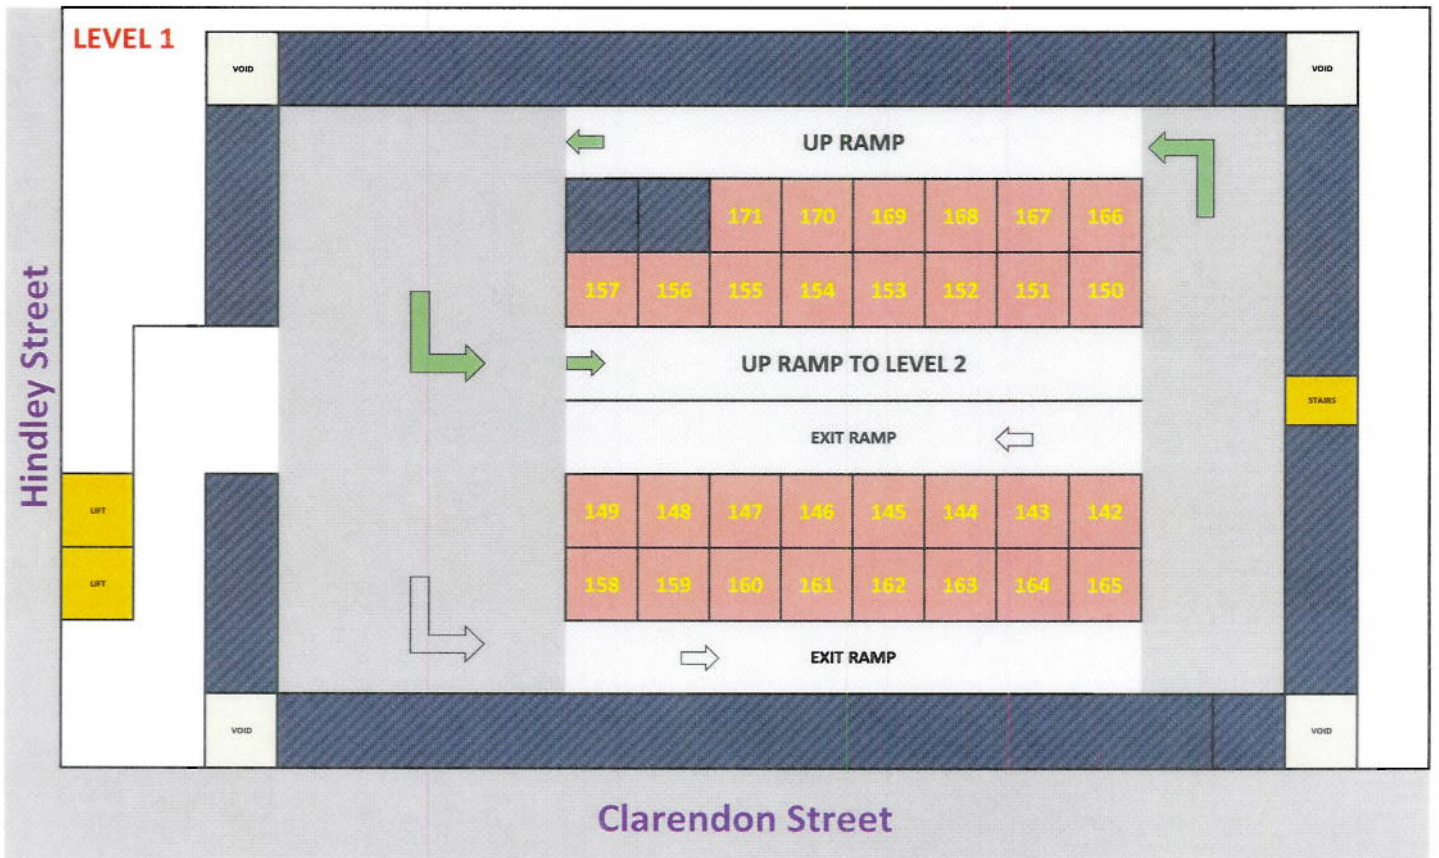 LEVEL 1
VOID
VOID
UP RAMP
171 170 169 168 167 166
157 156 155 154 153 152 151 150
UP RAMP TO LEVEL 2
STAIRS
EXIT RAMP
Hindley Street
LIFT
149 148 147 146 145 144 143 142
LIFT
158 159 160 161 162 163 164 165
EXIT RAMP
VOID
VOID
Clarendon Street